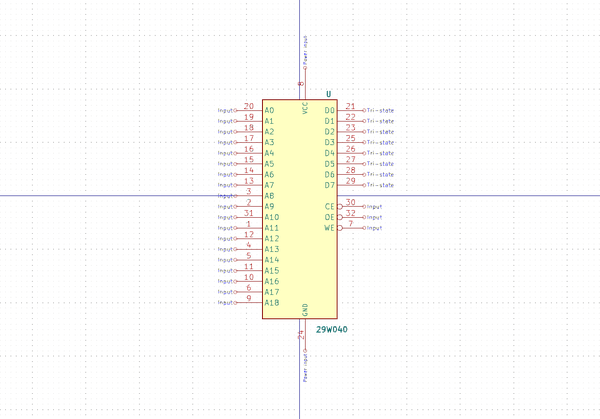 Power input
8
VCC
U
Input 20 A0 D0 21 Tri-state
Input 19 A1 D1 22 Tri-state
Input 18 A2 D2 23 Tri-state
Input 17 A3 D3 25 Tri-state
Input 16 A4 D4 26 Tri-state
Input 15 A5 D5 27 Tri-state
Input 14 A6 D6 28 Tri-state
Input 13 A7 D7 29 Tri-state
Input 3 A8
Input 2 A9 CE 30 Input
Input 31 A10 OE 32 Input
Input 1 A11 WE 7 Input
Input 12 A12
Input 4 A13
Input 5 A14
Input 11 A15
Input 10 A16
Input 6 A17
Input 9 A18
GND
24
29W040
Power input